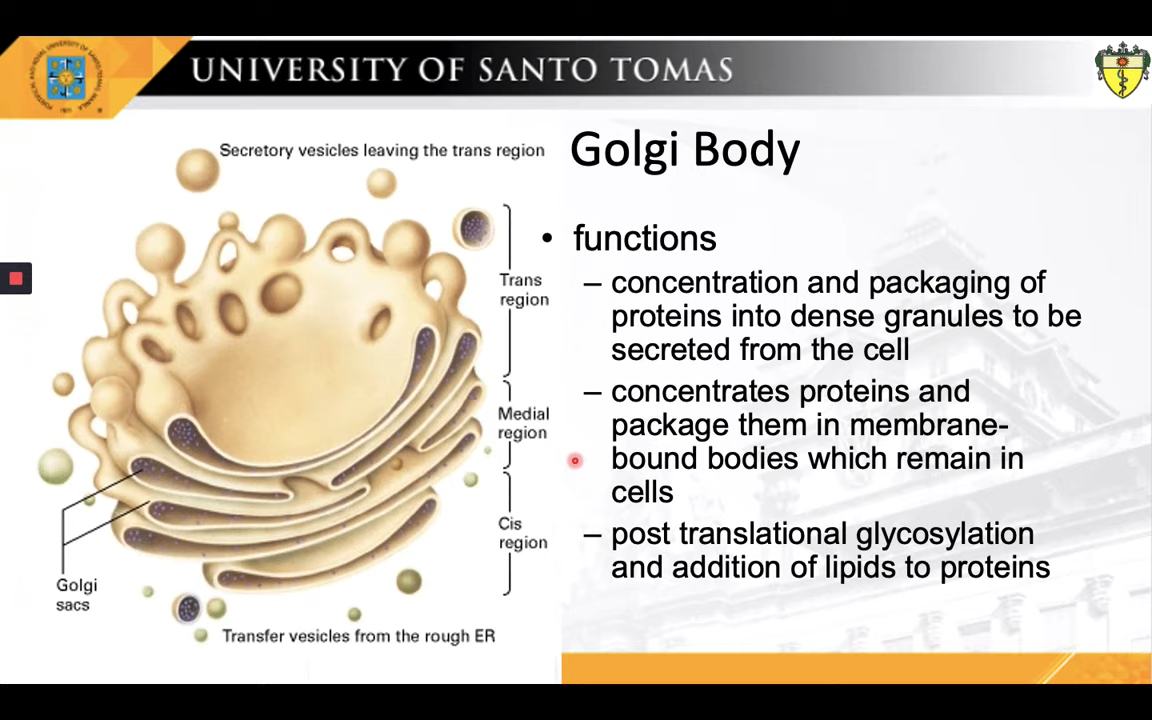 UNIVERSITY OF SANTO TOMAS
Secretory vesicles leaving the trans region
Trans
region
Medial
region
Cis
region
Golgi
sacs
Transfer vesicles from the rough ER
Golgi Body
• functions
– concentration and packaging of
proteins into dense granules to be
secreted from the cell
– concentrates proteins and
package them in membrane-
bound bodies which remain in
cells
– post translational glycosylation
and addition of lipids to proteins